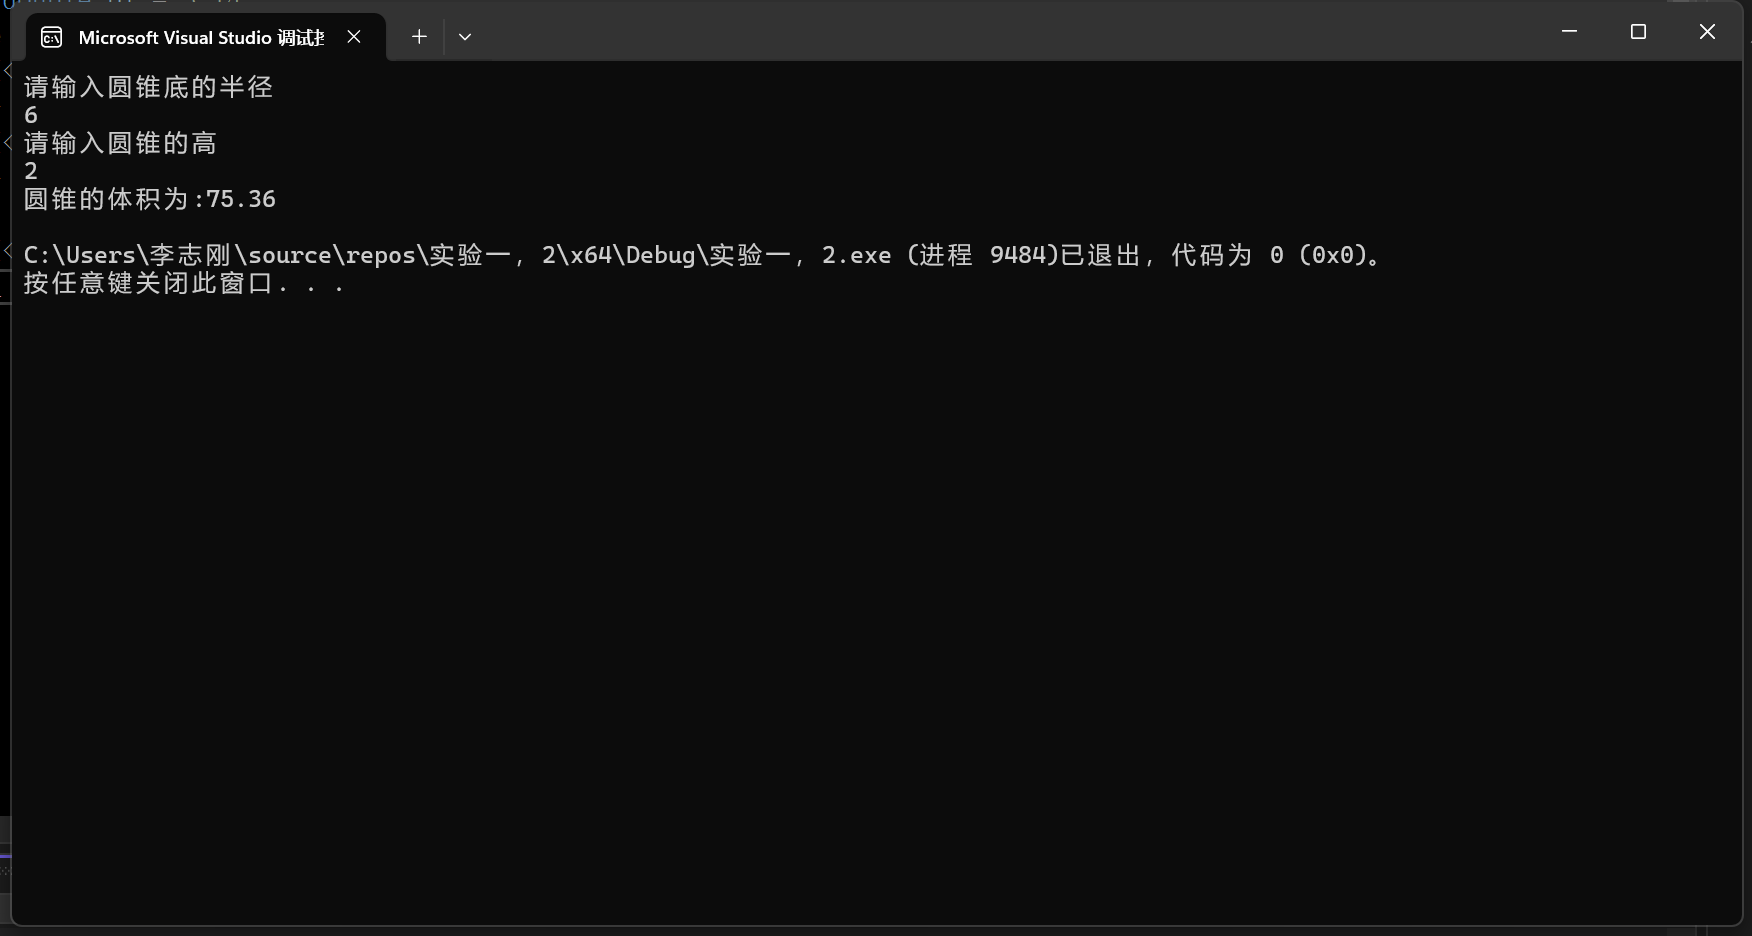 Microsoft Visual Studio 调试
请输入圆锥底的半径
6
请输入圆锥的高
2
圆锥的体积为:75.36
C:\Users\李志刚\source\repos\实验一，2\x64\Debug\实验一，2.exe (进程 9484)已退出，代码为 0 (0x0)。
按任意键关闭此窗口. . .